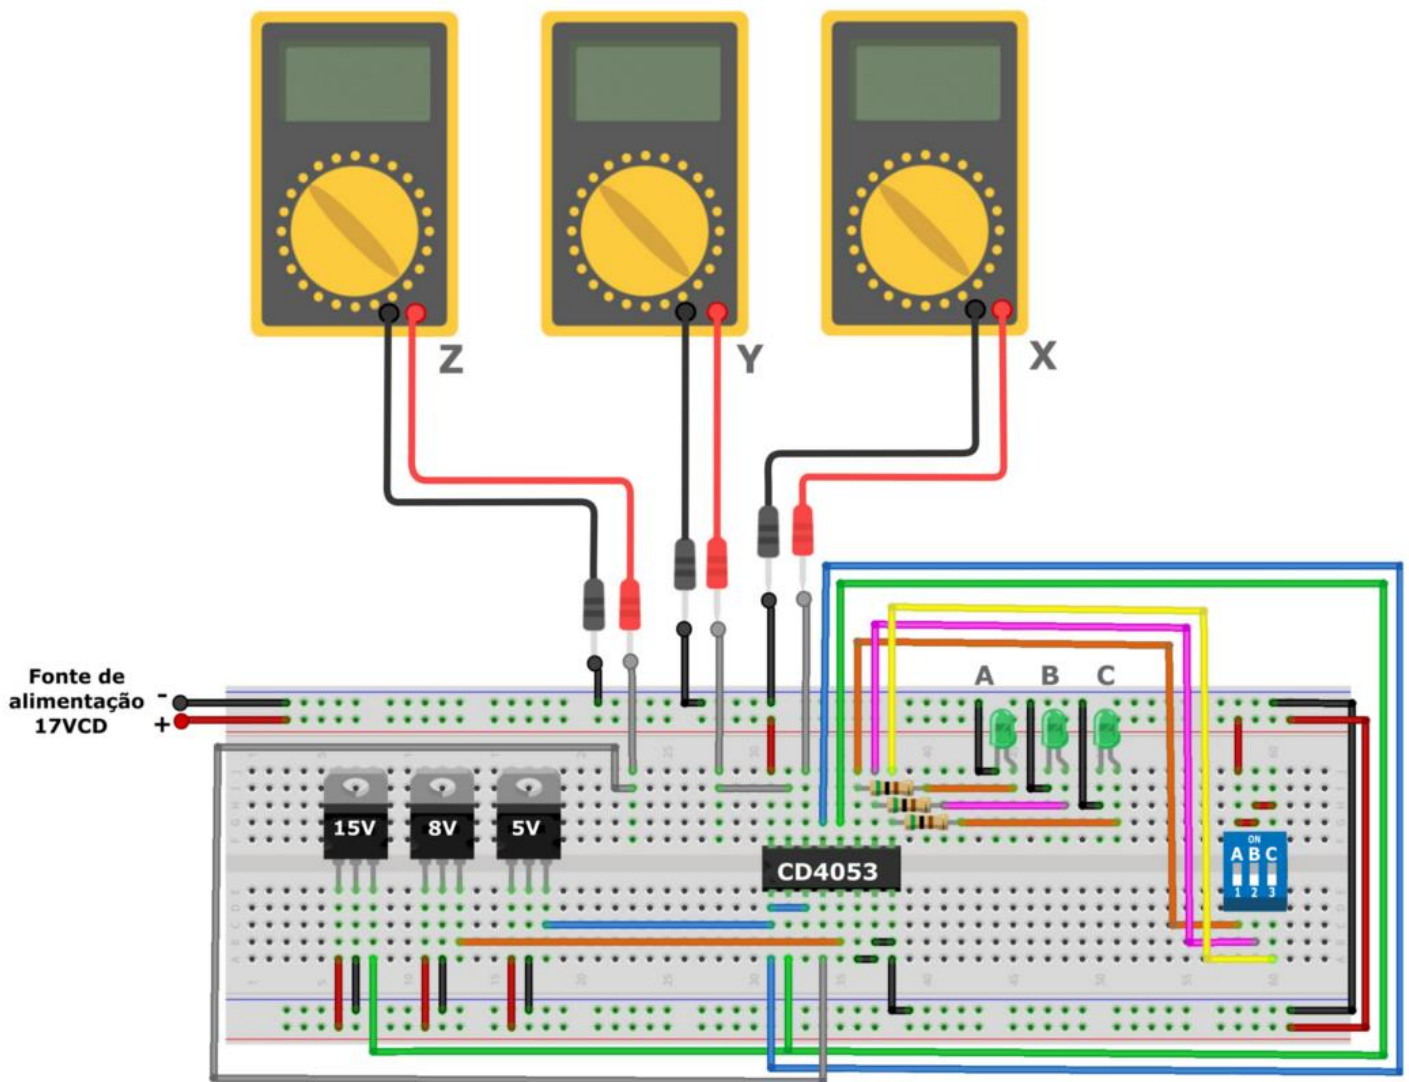 Z
Y
X
Fonte de
alimentação
17VCD
-
+
A
B
C
15V
8V
5V
CD4053
ON
A B C
1 2 3